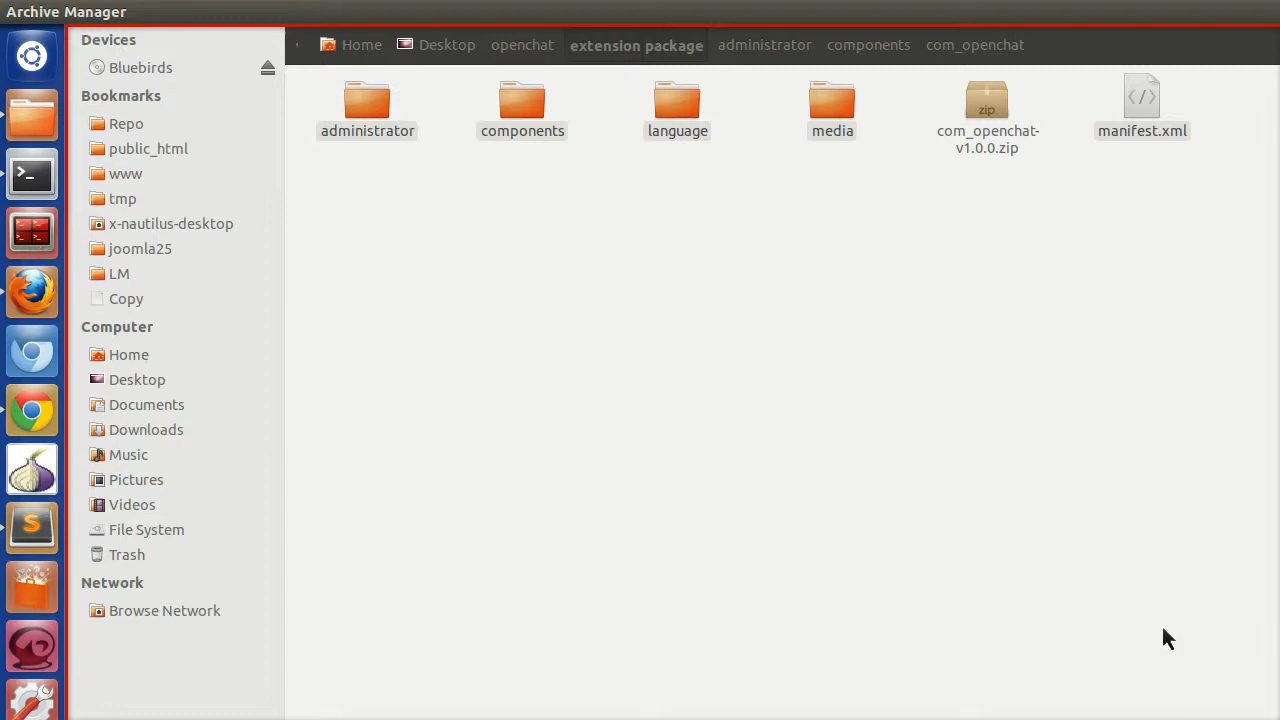 Archive Manager
Devices
Bluebirds
Bookmarks
Repo
public_html
www
tmp
x-nautilus-desktop
joomla25
LM
Copy
Computer
Home
Desktop
Documents
Downloads
Music
Pictures
Videos
File System
Trash
Network
Browse Network
Home Desktop openchat extension package administrator components com_openchat
administrator
components
language
media
zip
com_openchat-
v1.0.0.zip
</>
manifest.xml